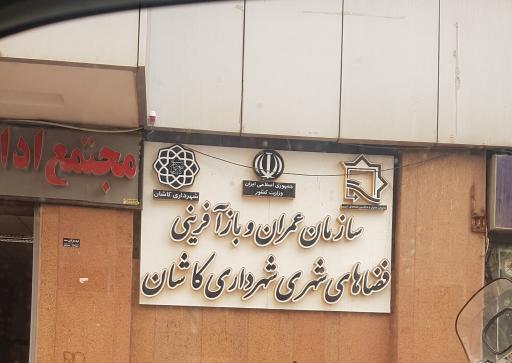 مجتمع ادا
شهرداری کاشان
جمهوری اسلامی ایران
وزارت کشور
سازمان عمران و بازآفرینی
فضاهای شهری شهرداری کاشان